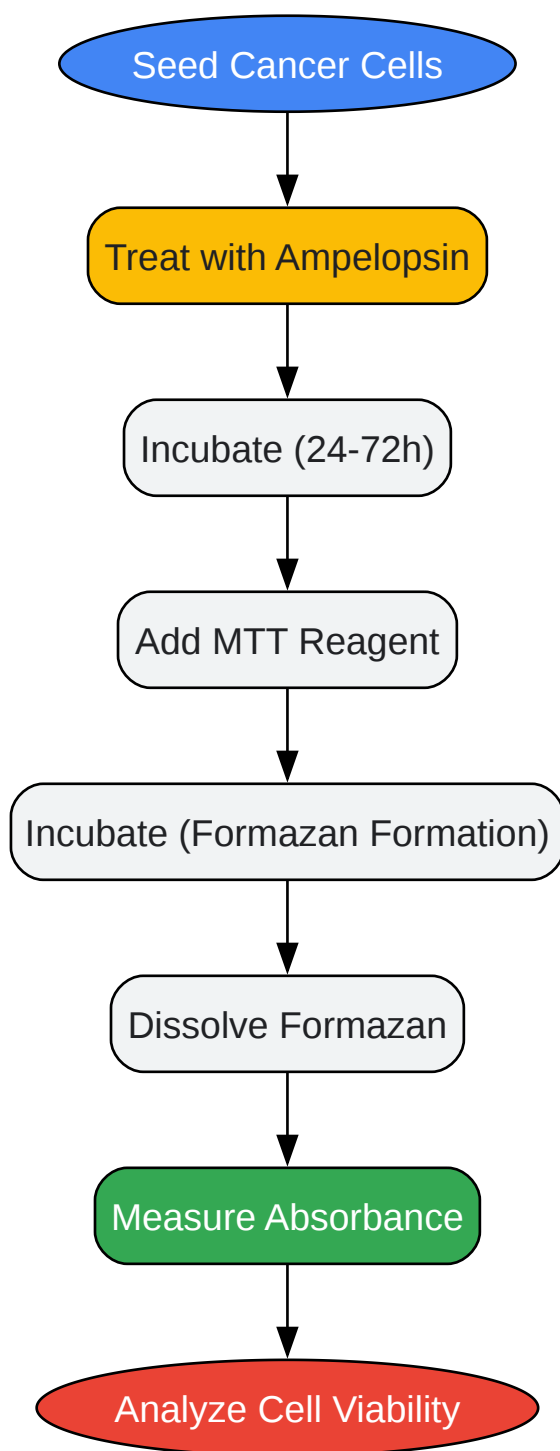 Seed Cancer Cells
Treat with Ampelopsin
Incubate (24-72h)
Add MTT Reagent
Incubate (Formazan Formation)
Dissolve Formazan
Measure Absorbance
Analyze Cell Viability